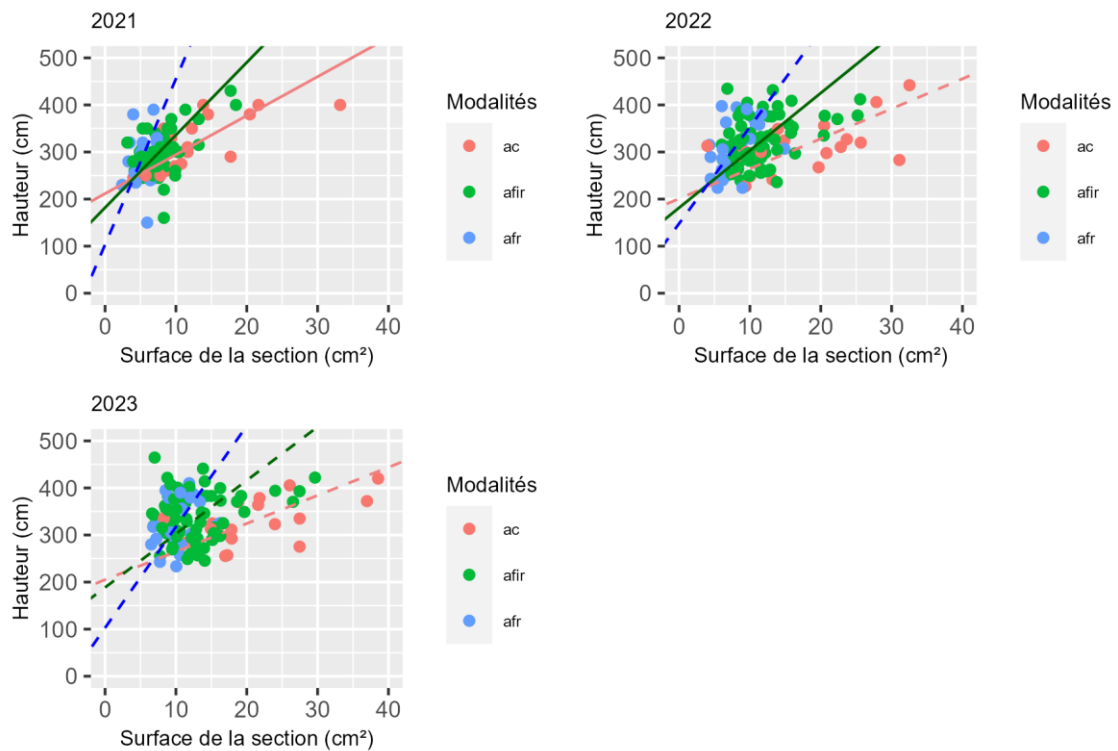 2021
500
400
300
200
100
0
Hauteur (cm)
0 10 20 30 40
Surface de la section (cm²)
Modalités
ac
afir
afr
2022
500
400
300
200
100
0
Hauteur (cm)
0 10 20 30 40
Surface de la section (cm²)
Modalités
ac
afir
afr
2023
500
400
300
200
100
0
Hauteur (cm)
0 10 20 30 40
Surface de la section (cm²)
Modalités
ac
afir
afr